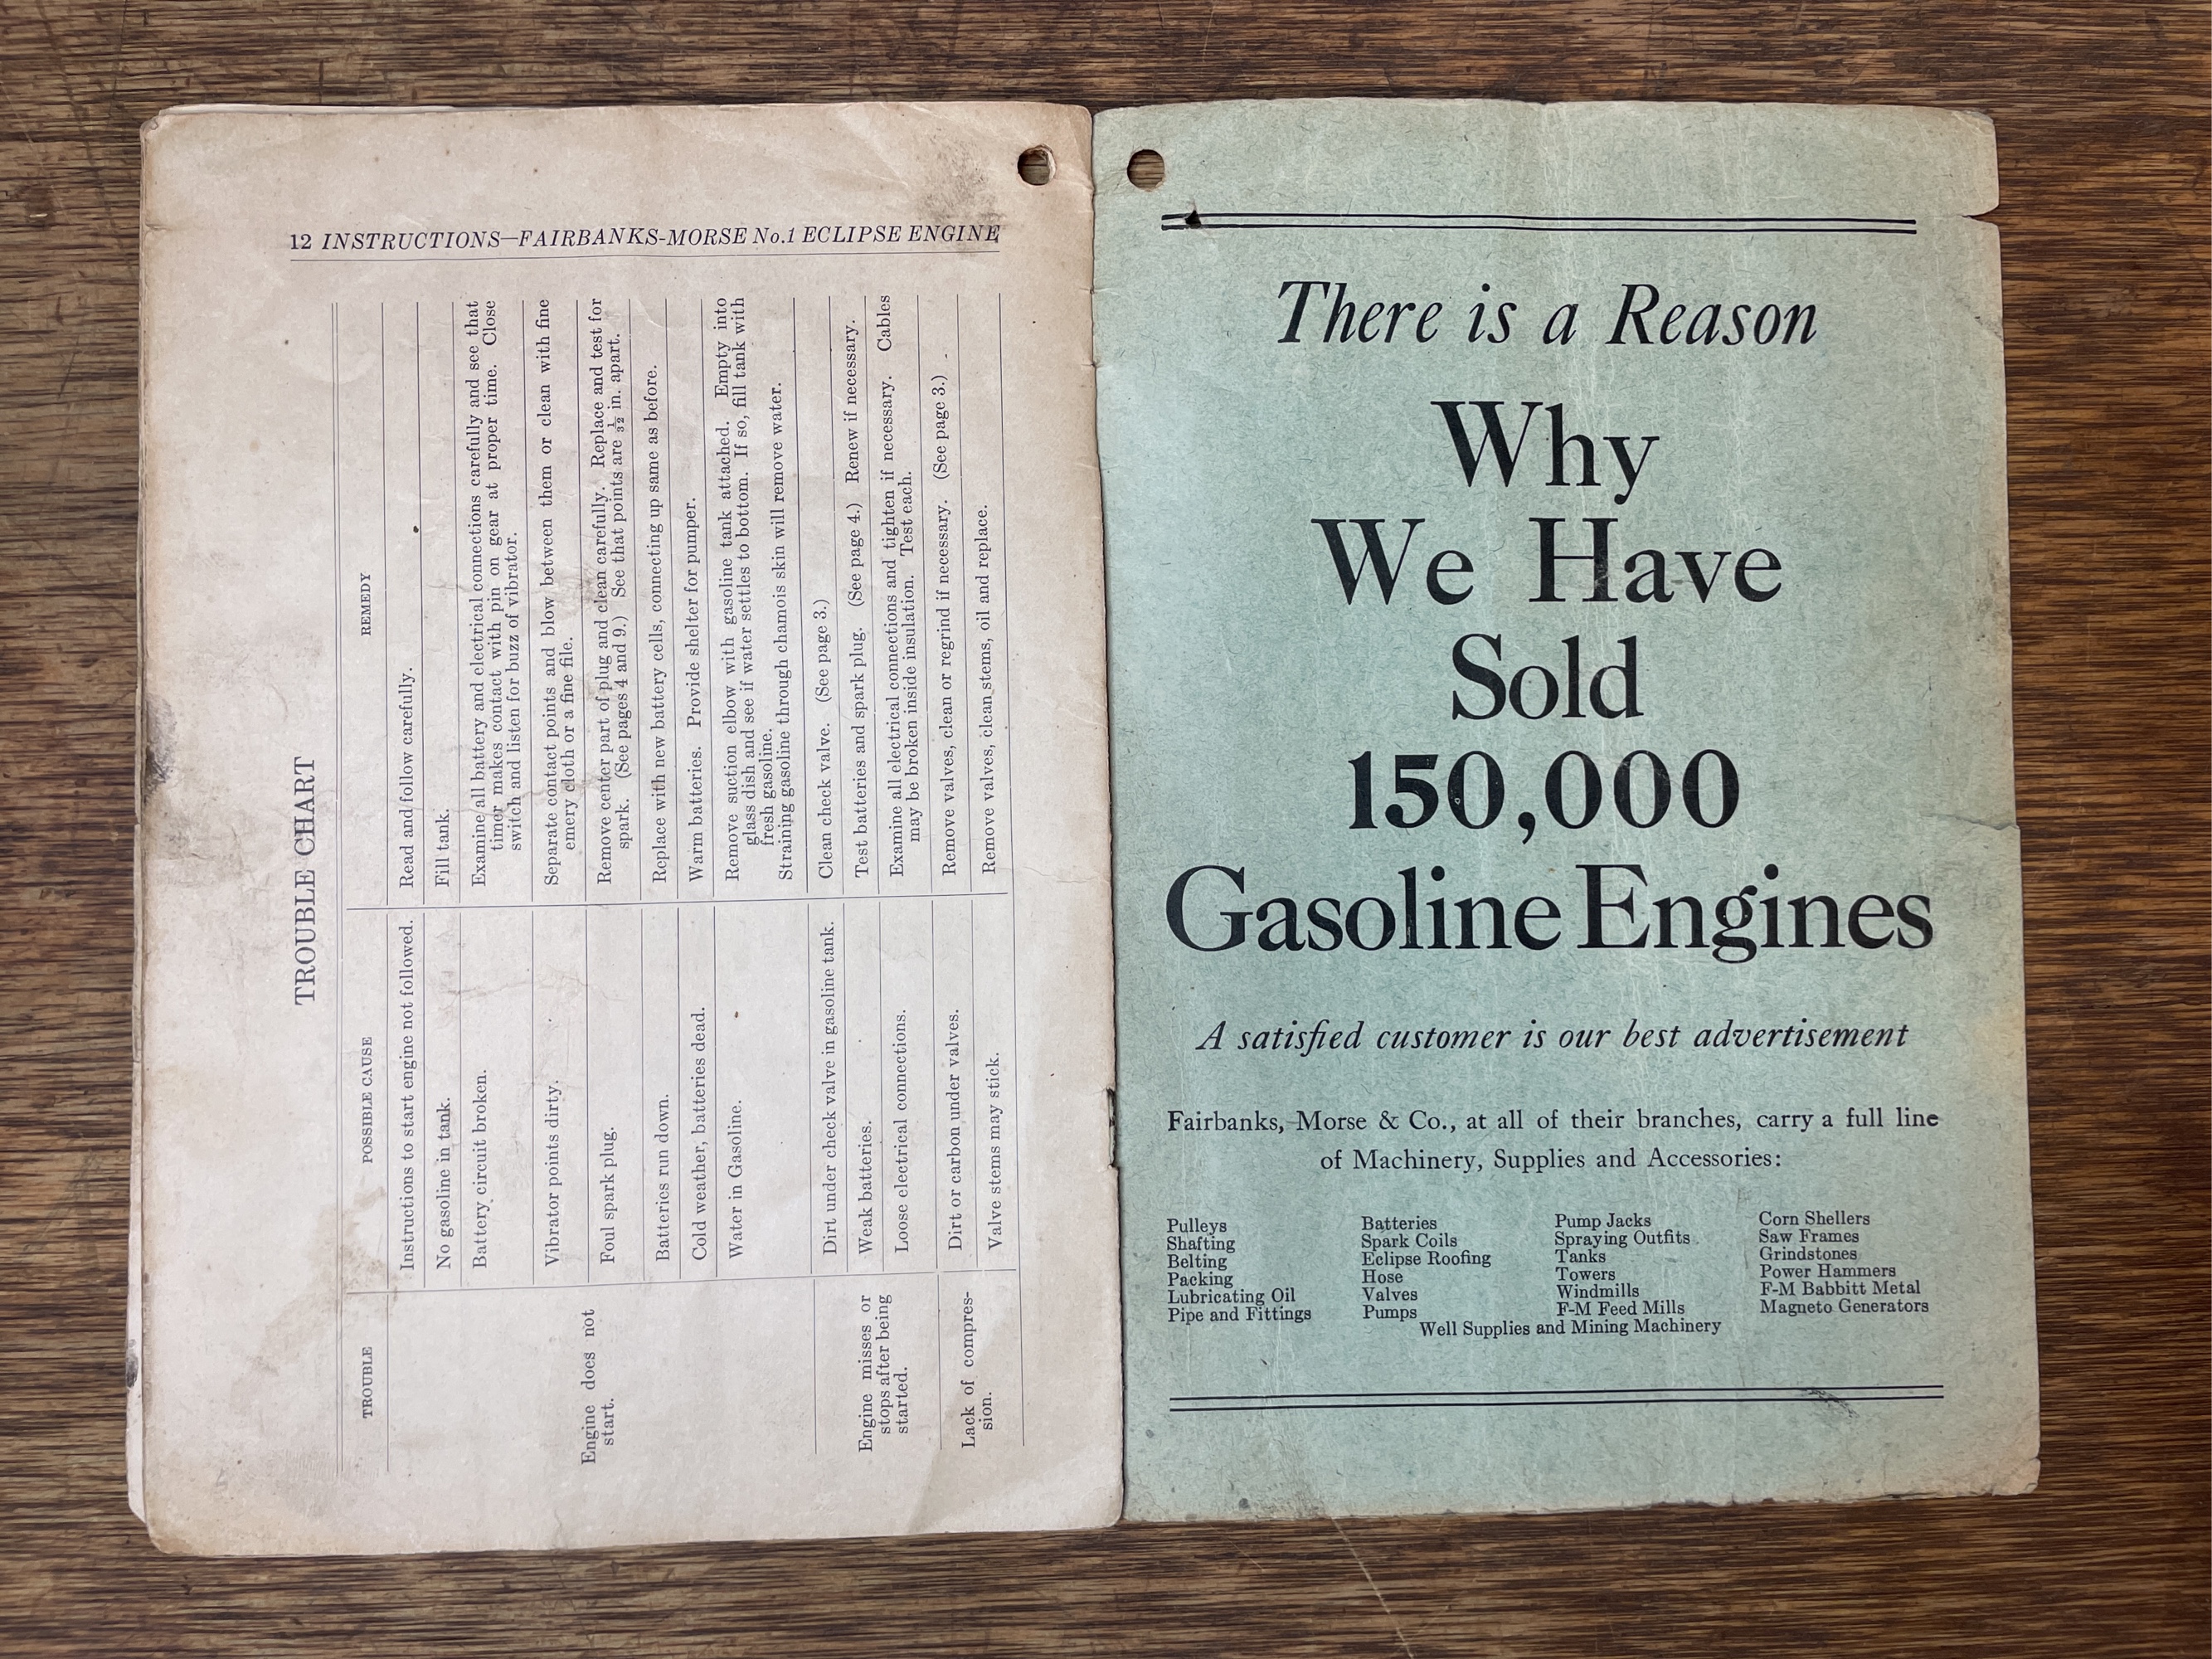 12 INSTRUCTIONS—FAIRBANKS-MORSE No.1 ECLIPSE ENGINE
TROUBLE CHART
TROUBLE POSSIBLE CAUSE REMEDY
Engine does not
start.
Instructions to start engine not followed. Read and follow carefully.
No gasoline in tank. Fill tank.
Battery circuit broken. Examine all battery and electrical connections carefully and see that
timer makes contact with pin on gear at proper time. Close
switch and listen for buzz of vibrator.
Vibrator points dirty. Separate contact points and blow between them or clean with fine
emery cloth or a fine file.
Foul spark plug. Remove center part of plug and clean carefully. Replace and test for
spark. (See pages 4 and 9.) See that points are 1/32 in. apart.
Batteries run down. Replace with new battery cells, connecting up same as before.
Cold weather, batteries dead. Warm batteries. Provide shelter for pumper.
Water in Gasoline. Remove suction elbow with gasoline tank attached. Empty into
glass dish and see if water settles to bottom. If so, fill tank with
fresh gasoline.
Straining gasoline through chamois skin will remove water.
Engine misses or
stops after being
started.
Dirt under check valve in gasoline tank. Clean check valve. (See page 3.)
Weak batteries. Test batteries and spark plug. (See page 4.) Renew if necessary.
Loose electrical connections. Examine all electrical connections and tighten if necessary. Cables
may be broken inside insulation. Test each.
Lack of compres-
sion.
Dirt or carbon under valves. Remove valves, clean or regrind if necessary. (See page 3.)
Valve stems may stick. Remove valves, clean stems, oil and replace.
There is a Reason
Why
We Have
Sold
150,000
Gasoline Engines
A satisfied customer is our best advertisement
Fairbanks, Morse & Co., at all of their branches, carry a full line
of Machinery, Supplies and Accessories:
Pulleys Batteries Pump Jacks Corn Shellers
Shafting Spark Coils Spraying Outfits Saw Frames
Belting Eclipse Roofing Tanks Grindstones
Packing Hose Towers Power Hammers
Lubricating Oil Valves Windmills F-M Babbitt Metal
Pipe and Fittings Pumps F-M Feed Mills Magneto Generators
Well Supplies and Mining Machinery